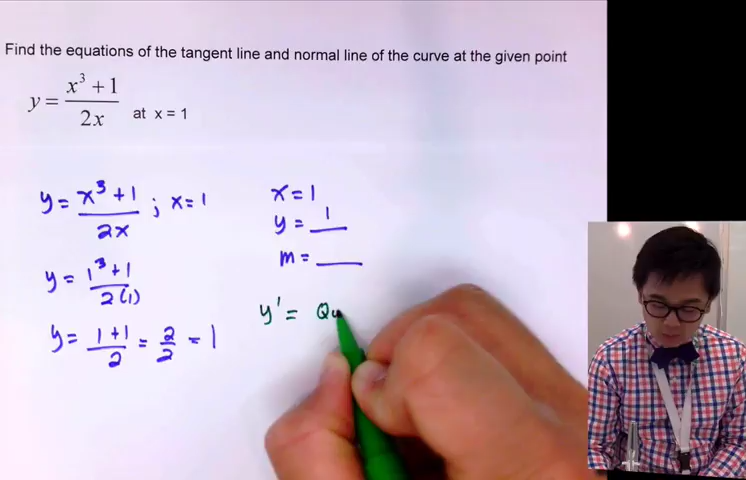 Find the equations of the tangent line and normal line of the curve at the given point
y = x³ + 1 / 2x at x = 1
y = x³ + 1 / 2x ; x = 1
y = 1³ + 1 / 2(1)
y = 1 + 1 / 2 = 2 / 2 = 1
x = 1
y = 1
m = ___
y' = Qu